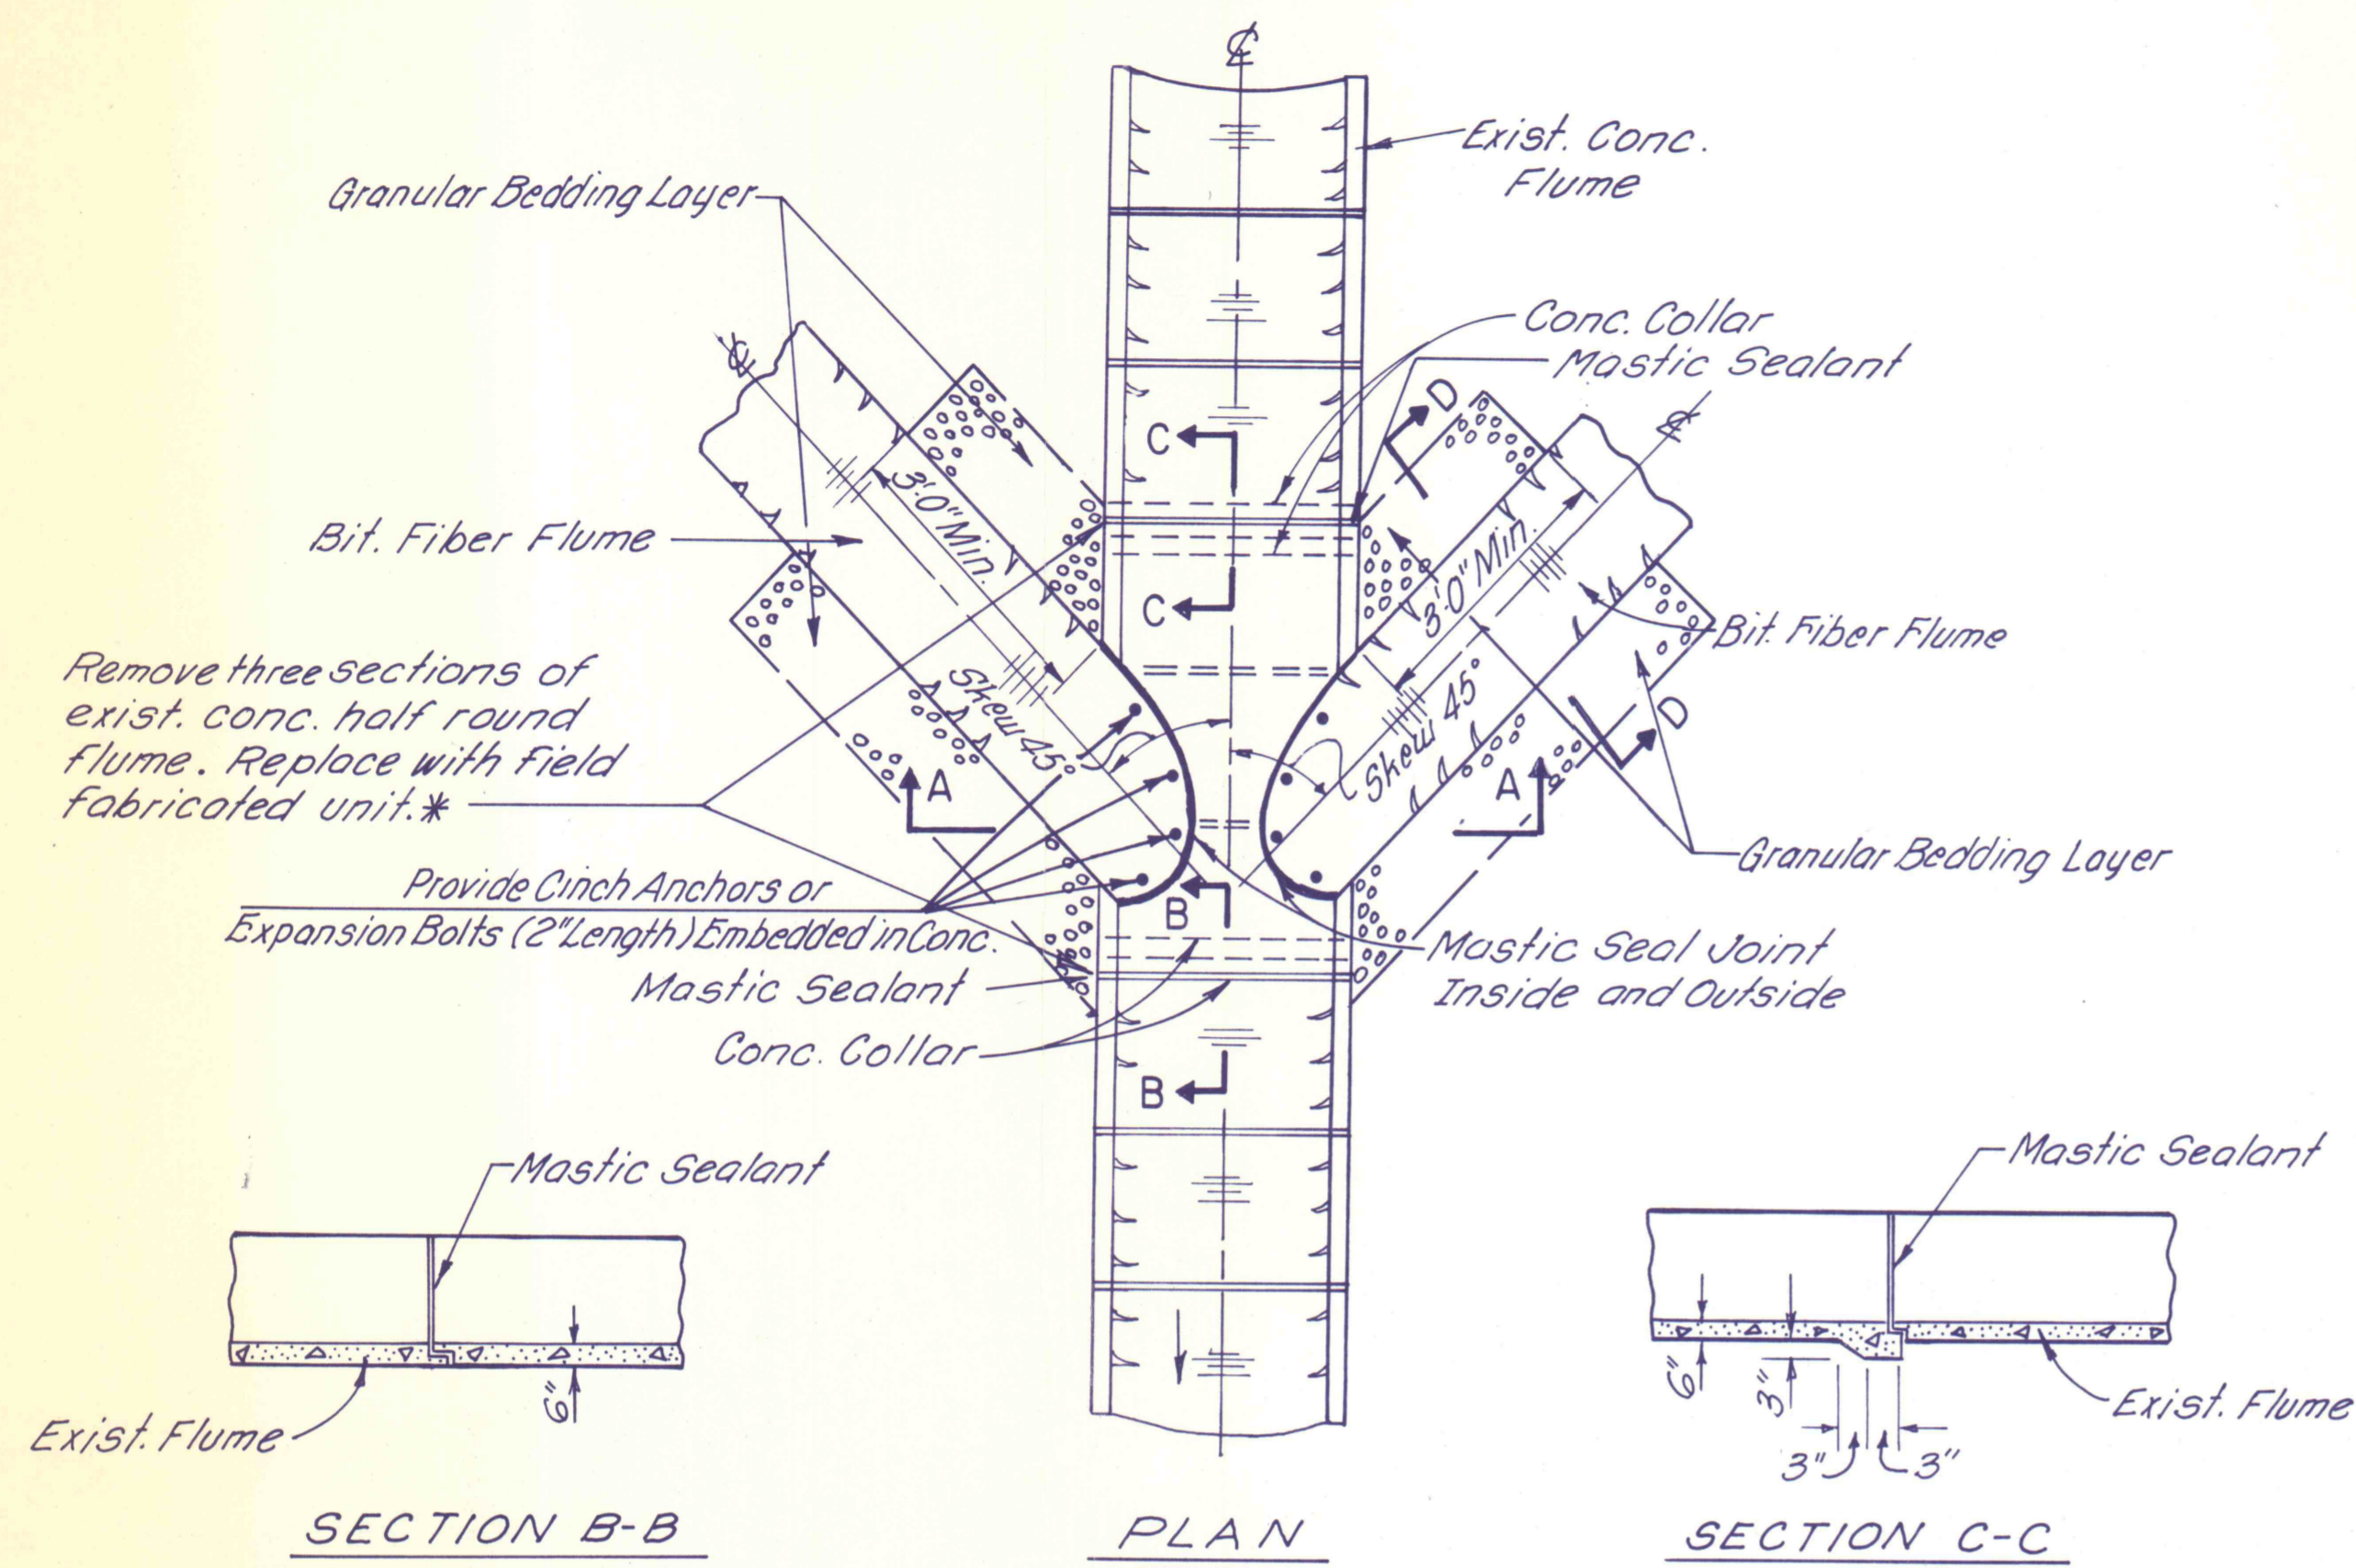 ℄
Exist. Conc.
Flume
Granular Bedding Layer
Conc. Collar
Mastic Sealant
℄
℄
D
C
3'-0" Min.
3'-0" Min.
Bit. Fiber Flume
C
Bit. Fiber Flume
Remove three sections of
exist. conc. half round
flume. Replace with field
fabricated unit.*
Skew 45°
Skew 45°
D
A
A
Granular Bedding Layer
Provide Cinch Anchors or
Expansion Bolts (2" Length) Embedded in Conc.
B
Mastic Seal Joint
Inside and Outside
Mastic Sealant
Conc. Collar
B
Mastic Sealant
6"
Exist. Flume
SECTION B-B
PLAN
Mastic Sealant
6"
3"
Exist. Flume
3"
3"
SECTION C-C